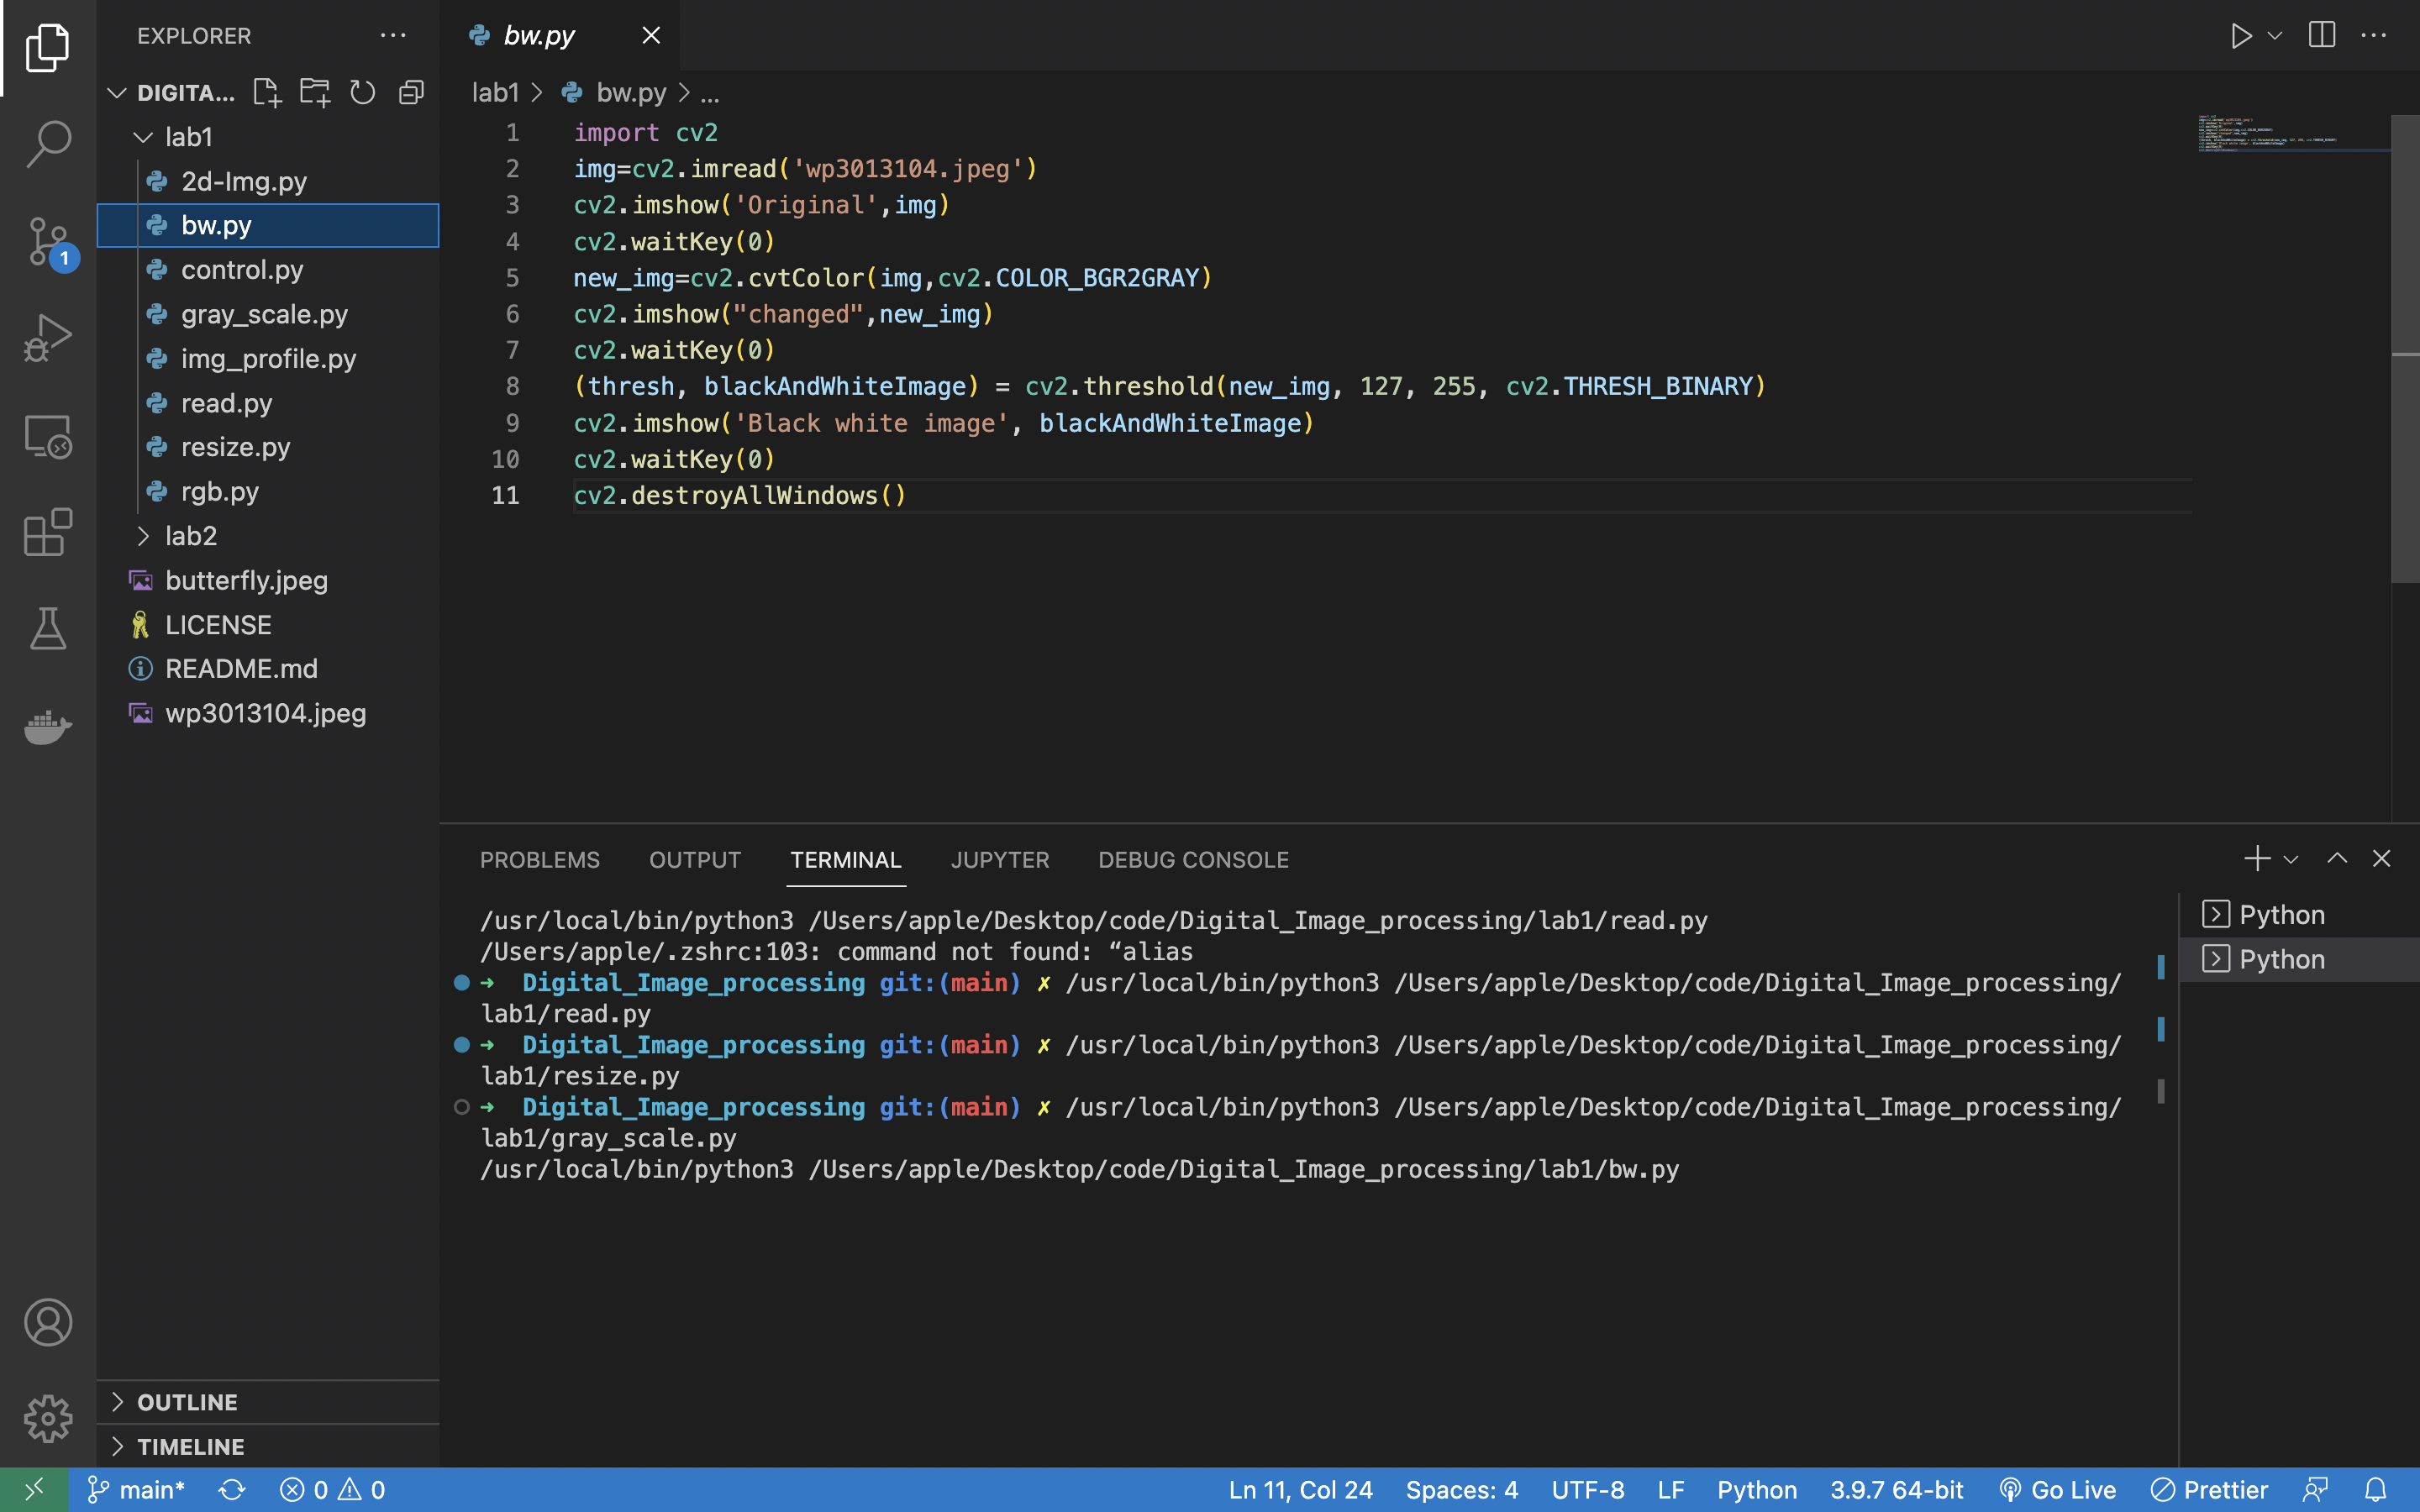 EXPLORER
DIGITA...
lab1
2d-Img.py
bw.py
control.py
gray_scale.py
img_profile.py
read.py
resize.py
rgb.py
lab2
butterfly.jpeg
LICENSE
README.md
wp3013104.jpeg
OUTLINE
TIMELINE
1
bw.py
lab1 > bw.py > ...
1 import cv2
2 img=cv2.imread('wp3013104.jpeg')
3 cv2.imshow('Original',img)
4 cv2.waitKey(0)
5 new_img=cv2.cvtColor(img,cv2.COLOR_BGR2GRAY)
6 cv2.imshow("changed",new_img)
7 cv2.waitKey(0)
8 (thresh, blackAndWhiteImage) = cv2.threshold(new_img, 127, 255, cv2.THRESH_BINARY)
9 cv2.imshow('Black white image', blackAndWhiteImage)
10 cv2.waitKey(0)
11 cv2.destroyAllWindows()
PROBLEMS OUTPUT TERMINAL JUPYTER DEBUG CONSOLE
/usr/local/bin/python3 /Users/apple/Desktop/code/Digital_Image_processing/lab1/read.py
/Users/apple/.zshrc:103: command not found: “alias
➜ Digital_Image_processing git:(main) ✗ /usr/local/bin/python3 /Users/apple/Desktop/code/Digital_Image_processing/
lab1/read.py
➜ Digital_Image_processing git:(main) ✗ /usr/local/bin/python3 /Users/apple/Desktop/code/Digital_Image_processing/
lab1/resize.py
➜ Digital_Image_processing git:(main) ✗ /usr/local/bin/python3 /Users/apple/Desktop/code/Digital_Image_processing/
lab1/gray_scale.py
/usr/local/bin/python3 /Users/apple/Desktop/code/Digital_Image_processing/lab1/bw.py
Python
Python
main* 0 0 Ln 11, Col 24 Spaces: 4 UTF-8 LF Python 3.9.7 64-bit Go Live Prettier